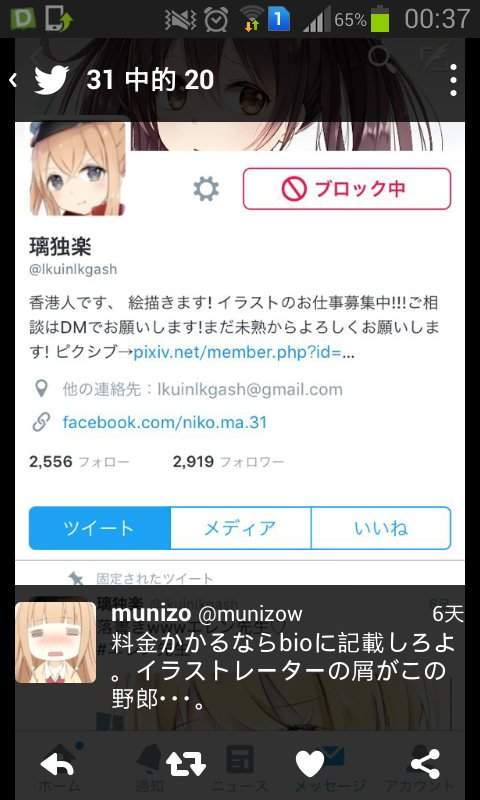 65% 00:37
31 中的 20
ブロック中
璃独楽
@lkuinlkgash
香港人です、 絵描きます! イラストのお仕事募集中!!!ご相
談はDMでお願いします!まだ未熟からよろしくお願いしま
す! ピクシブ→pixiv.net/member.php?id=...
他の連絡先：lkuinlkgash@gmail.com
facebook.com/niko.ma.31
2,556 フォロー 2,919 フォロワー
ツイート メディア いいね
固定されたツイート
munizo @munizow 6天
料金かかるならbioに記載しろよ
。イラストレーターの屑がこの
野郎･･･。
ホーム 通知 ニュース メッセージ アカウント